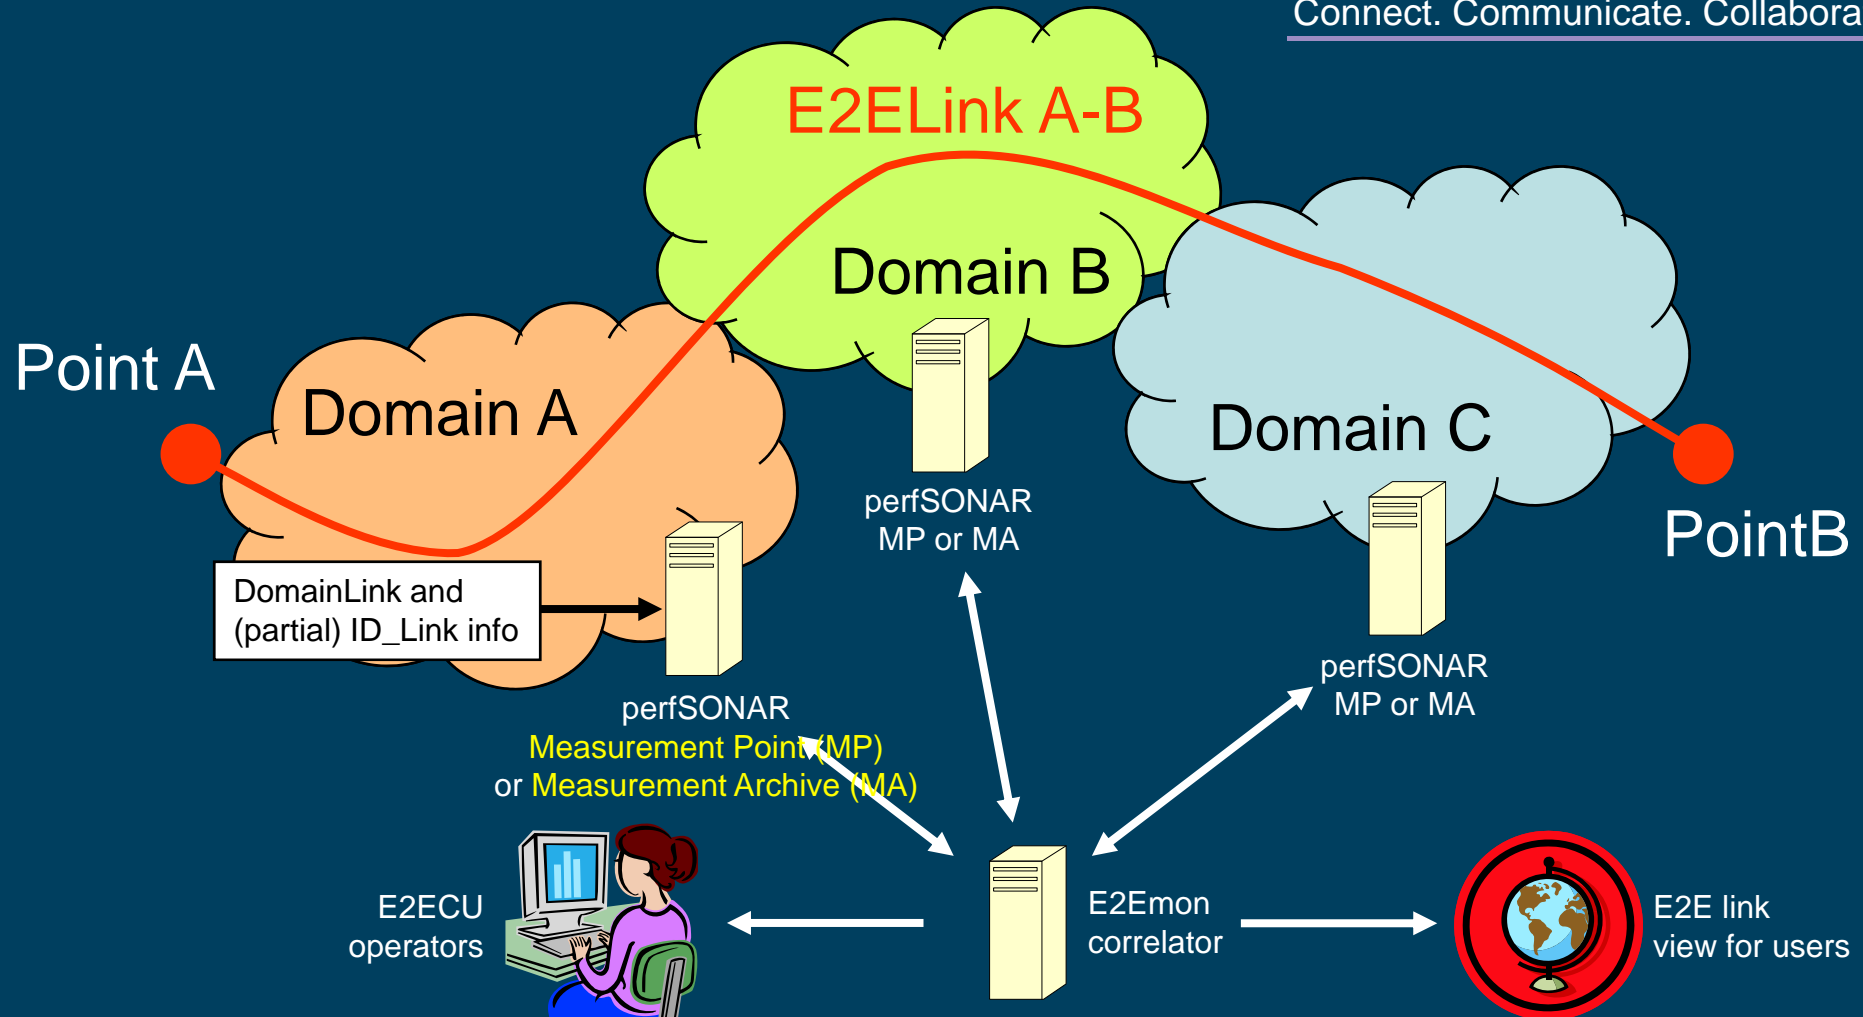 Connect. Communicate. Collabora
E2ELink A-B
Domain B
Point A
Domain A
Domain C
perfSONAR
MP or MA
PointB
DomainLink and
(partial) ID_Link info
perfSONAR
MP or MA
perfSONAR
Measurement Point (MP)
or Measurement Archive (MA)
E2ECU
operators
E2Emon
correlator
E2E link
view for users